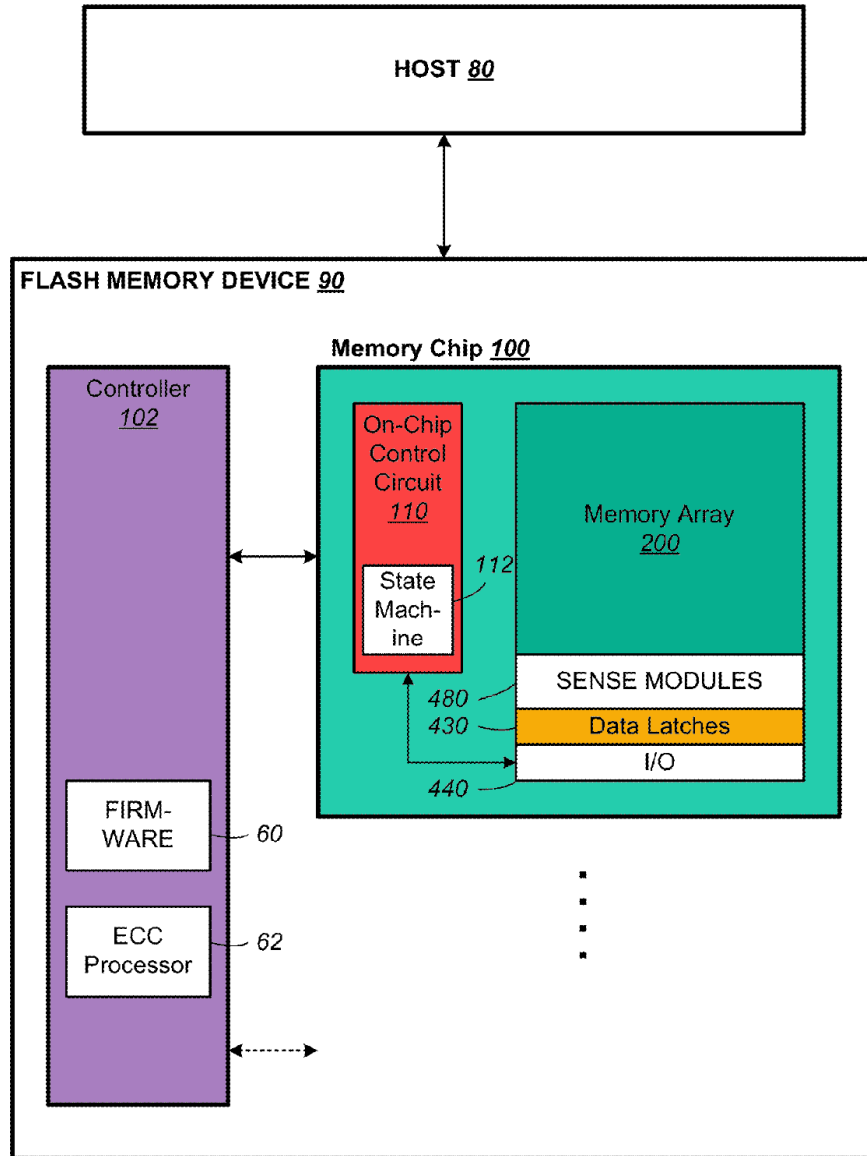 HOST 80
FLASH MEMORY DEVICE 90
Memory Chip 100
Controller
102
On-Chip
Control
Circuit
110
State
Mach-
ine
112
Memory Array
200
SENSE MODULES
480
Data Latches
430
I/O
440
FIRM-
WARE
60
ECC
Processor
62